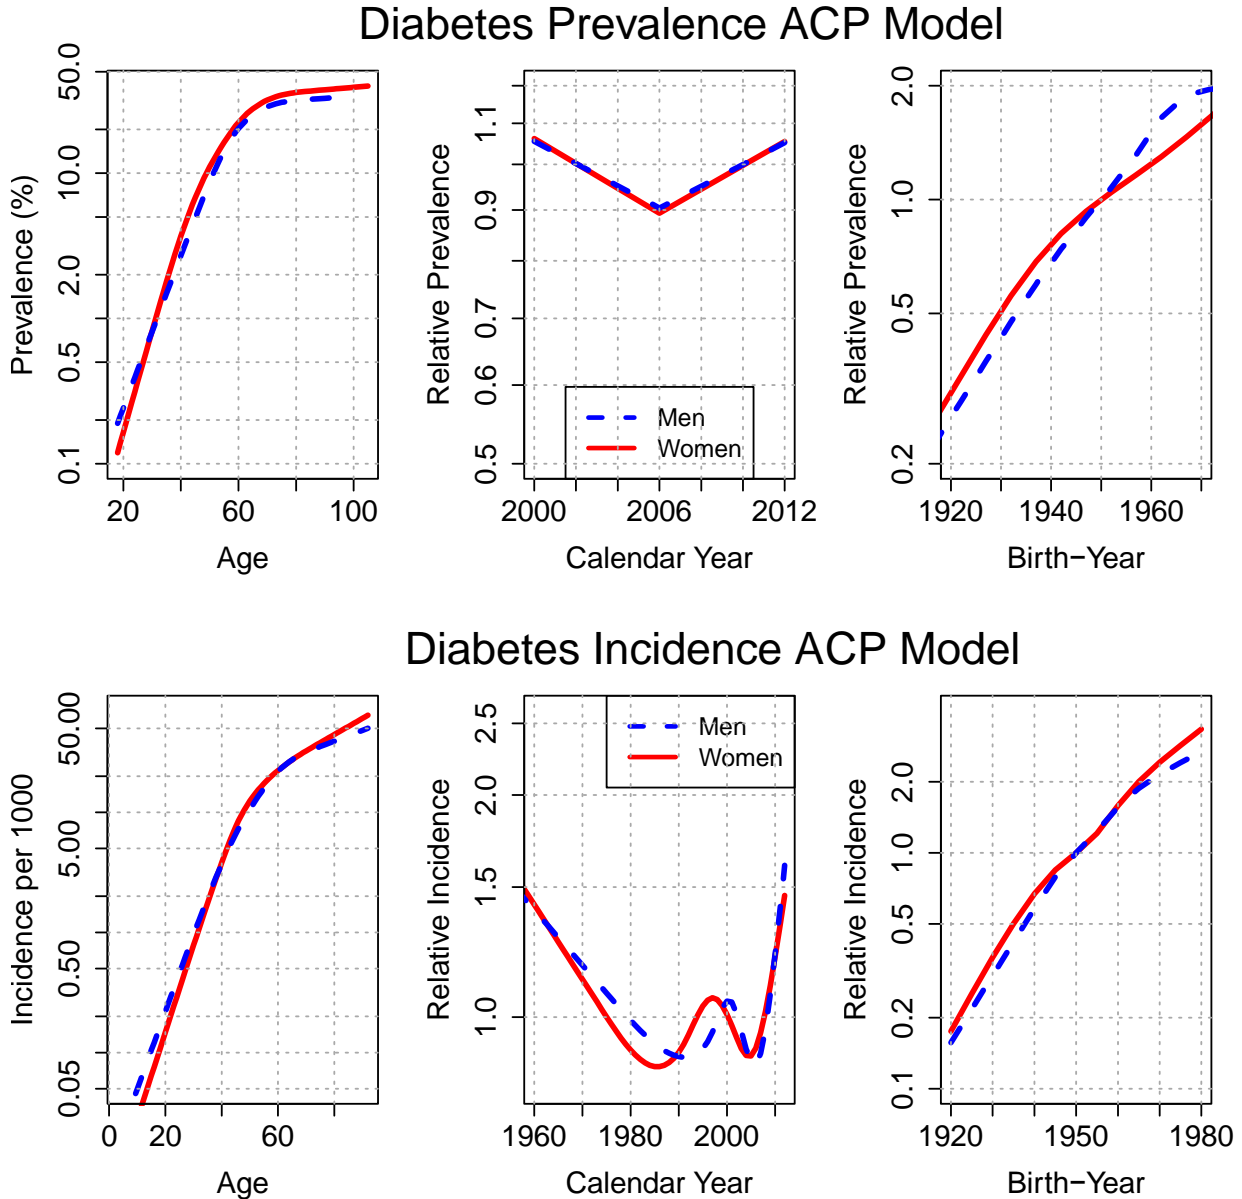 Diabetes Prevalence ACP Model
Prevalence (%)
0.1
0.5
2.0
10.0
50.0
20
60
100
Age
Relative Prevalence
0.5
0.6
0.7
0.9
1.1
Men
Women
2000
2006
2012
Calendar Year
Relative Prevalence
0.2
0.5
1.0
2.0
1920
1940
1960
Birth−Year
Diabetes Incidence ACP Model
Incidence per 1000
0.05
0.50
5.00
50.00
0
20
60
Age
Relative Incidence
1.0
1.5
2.0
2.5
Men
Women
1960
1980
2000
Calendar Year
Relative Incidence
0.1
0.2
0.5
1.0
2.0
1920
1950
1980
Birth−Year